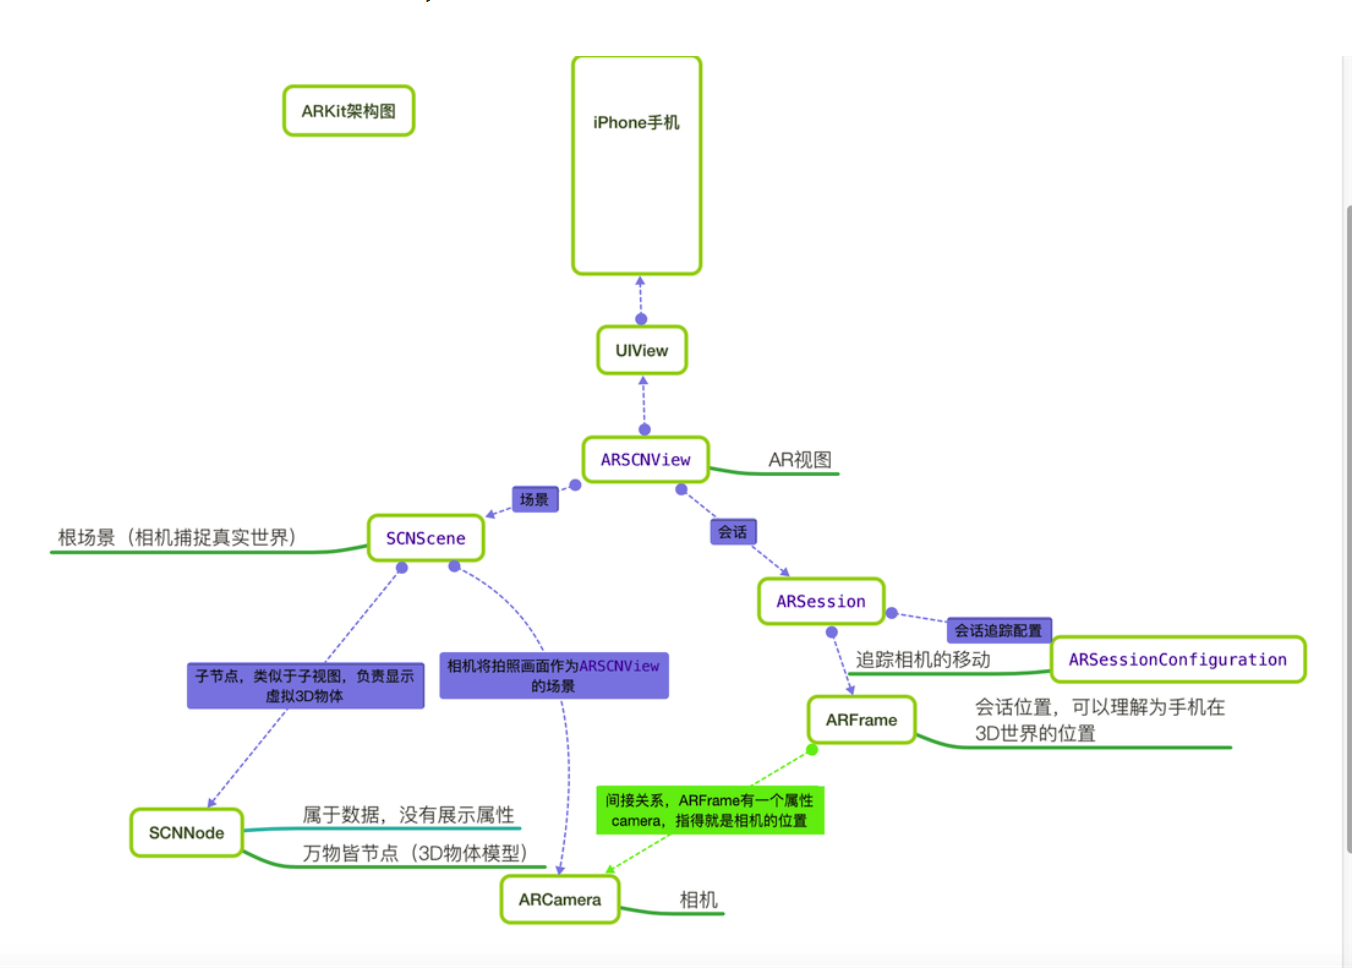 ARKit架构图
iPhone手机
UIView
ARSCNView
AR视图
场景
会话
根场景（相机捕捉真实世界）
SCNScene
ARSession
会话追踪配置
追踪相机的移动
ARSessionConfiguration
子节点，类似于子视图，负责显示
虚拟3D物体
相机将拍照画面作为ARSCNView
的场景
ARFrame
会话位置，可以理解为手机在
3D世界的位置
间接关系，ARFrame有一个属性
camera，指得就是相机的位置
SCNNode
属于数据，没有展示属性
万物皆节点（3D物体模型）
ARCamera
相机